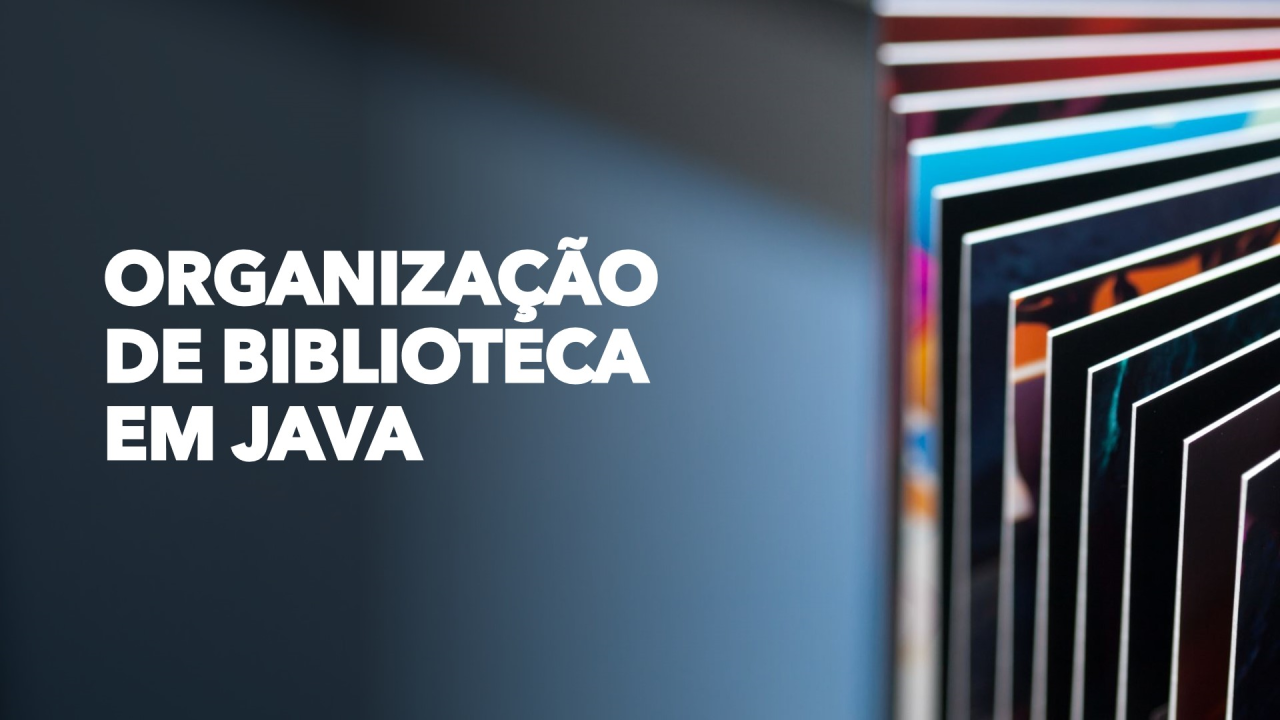 ORGANIZAÇÃO
DE BIBLIOTECA
EM JAVA